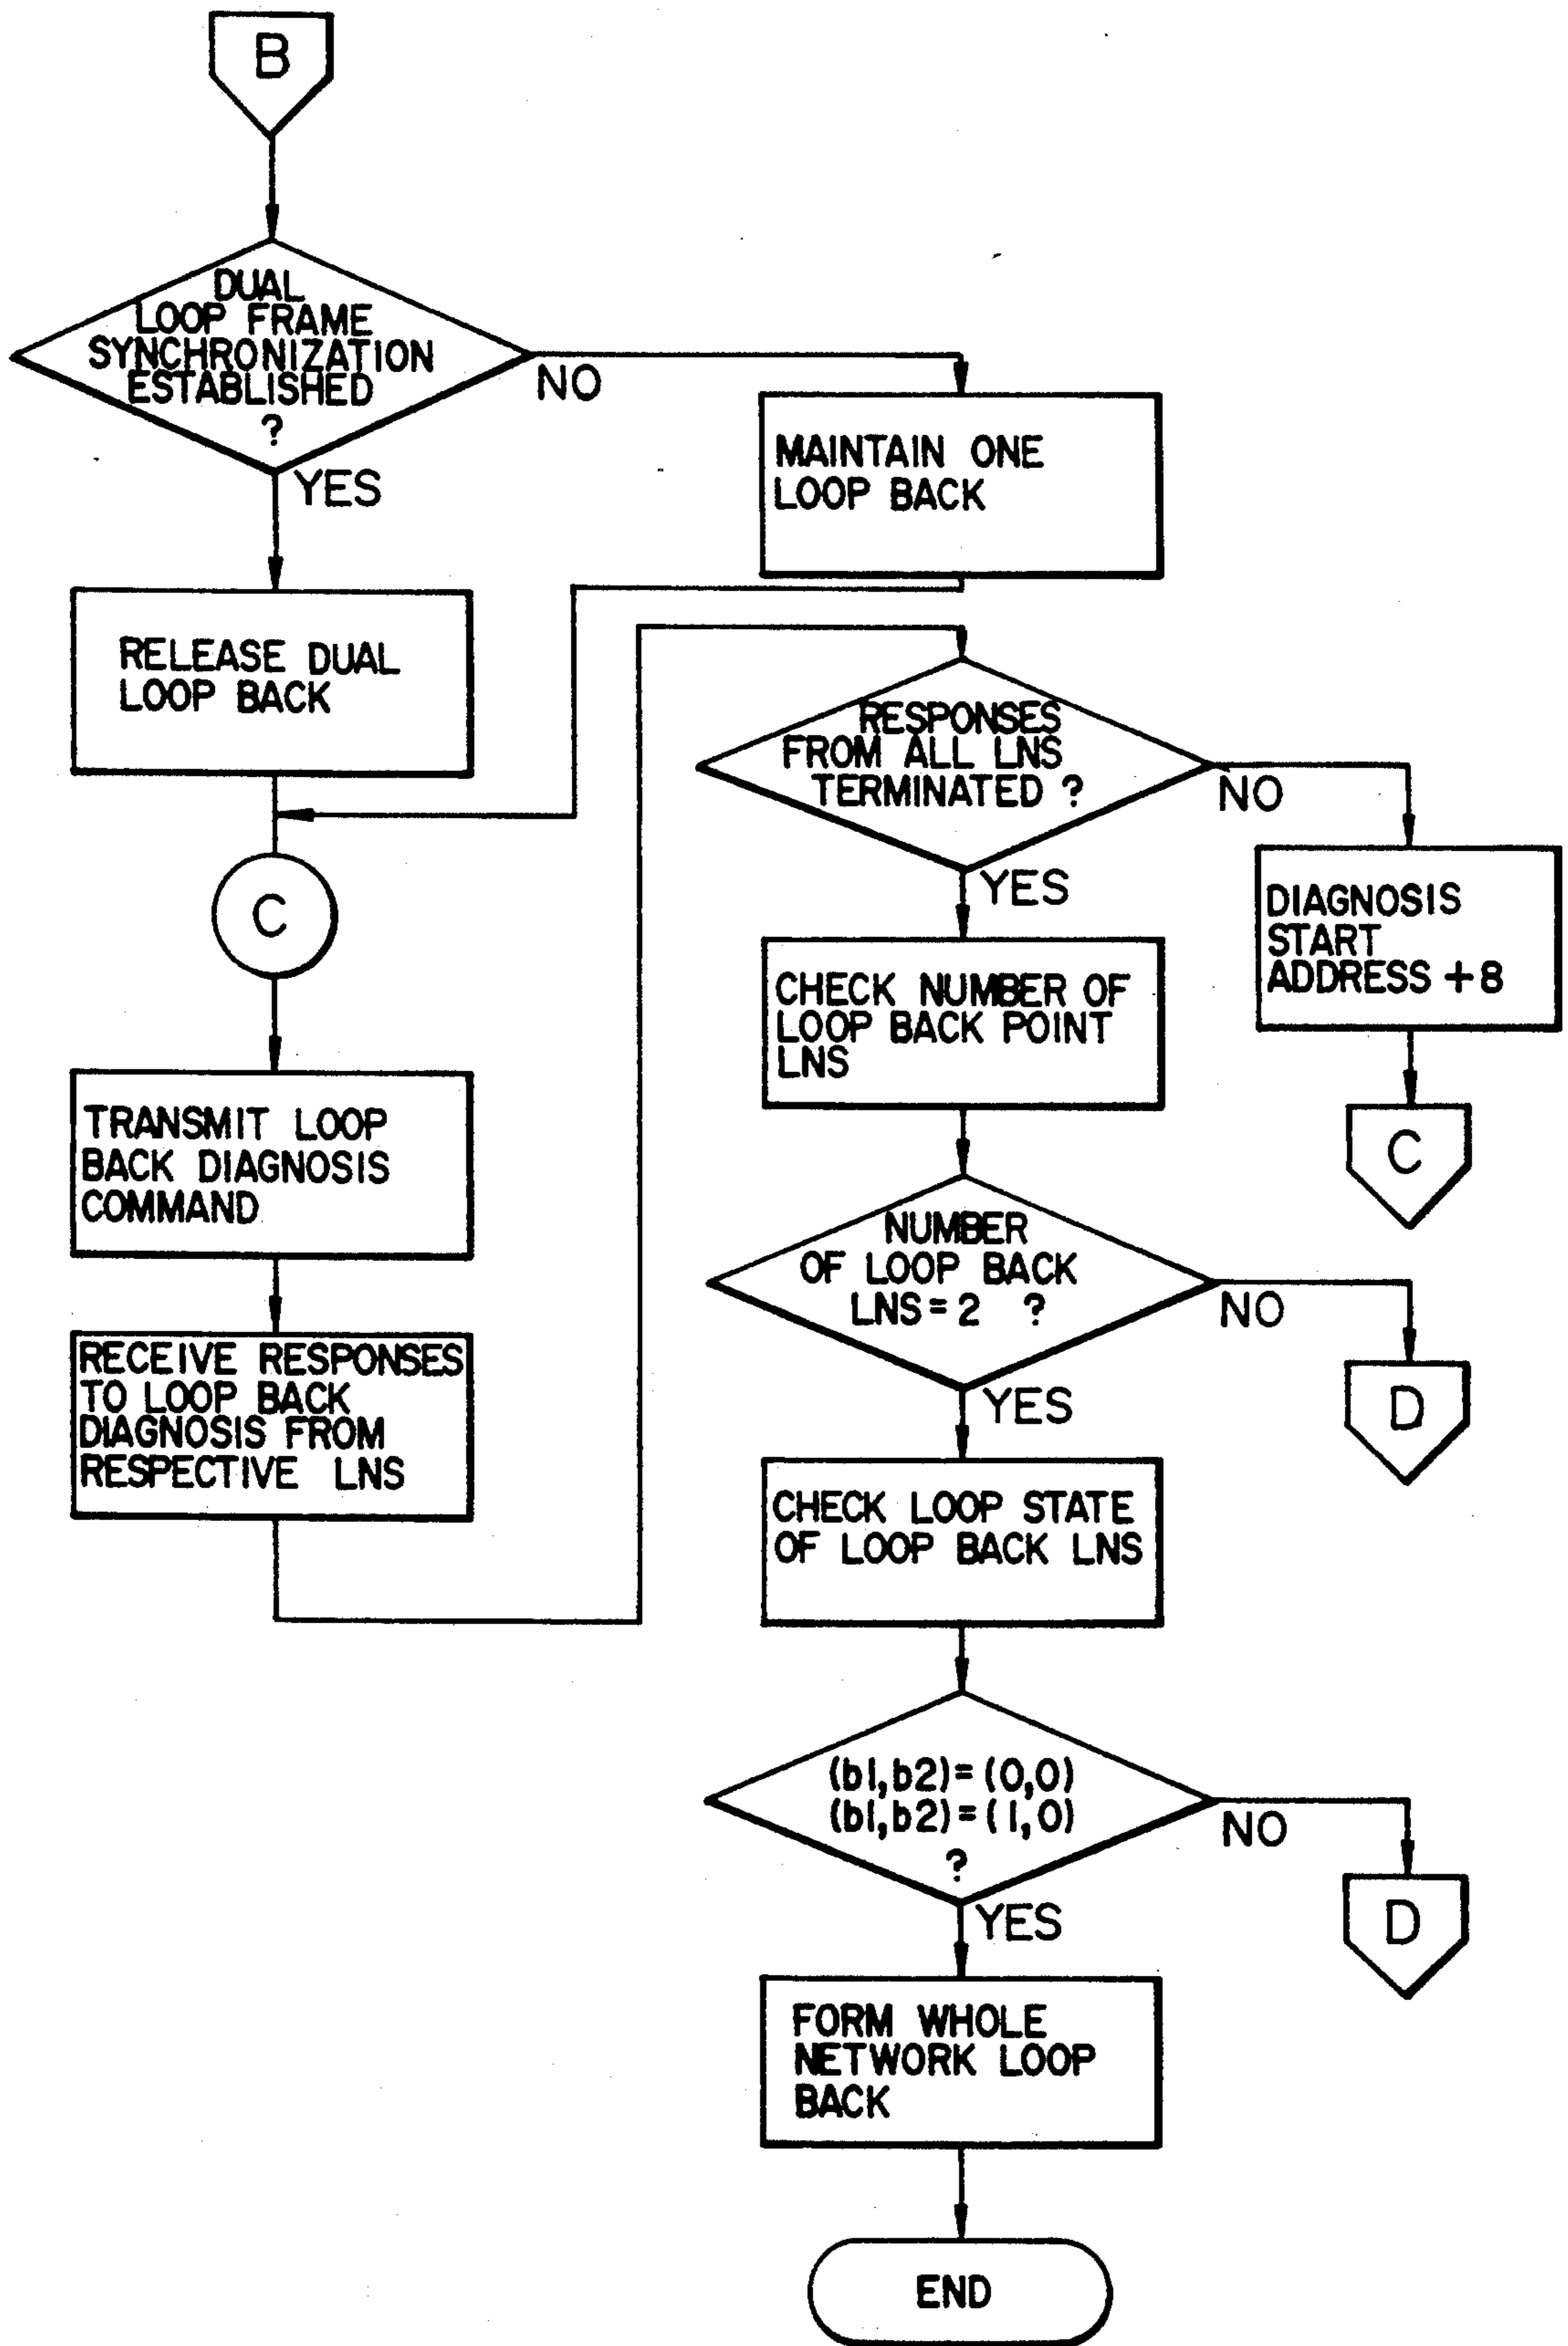 B
DUAL
LOOP FRAME
SYNCHRONIZATION
ESTABLISHED
?
NO
YES
MAINTAIN ONE
LOOP BACK
RELEASE DUAL
LOOP BACK
C
TRANSMIT LOOP
BACK DIAGNOSIS
COMMAND
RECEIVE RESPONSES
TO LOOP BACK
DIAGNOSIS FROM
RESPECTIVE LNS
RESPONSES
FROM ALL LNS
TERMINATED ?
NO
YES
DIAGNOSIS
START
ADDRESS +8
C
CHECK NUMBER OF
LOOP BACK POINT
LNS
NUMBER
OF LOOP BACK
LNS = 2 ?
NO
YES
D
CHECK LOOP STATE
OF LOOP BACK LNS
(b1,b2) = (0,0)
(b1,b2) = (1,0)
?
NO
YES
D
FORM WHOLE
NETWORK LOOP
BACK
END